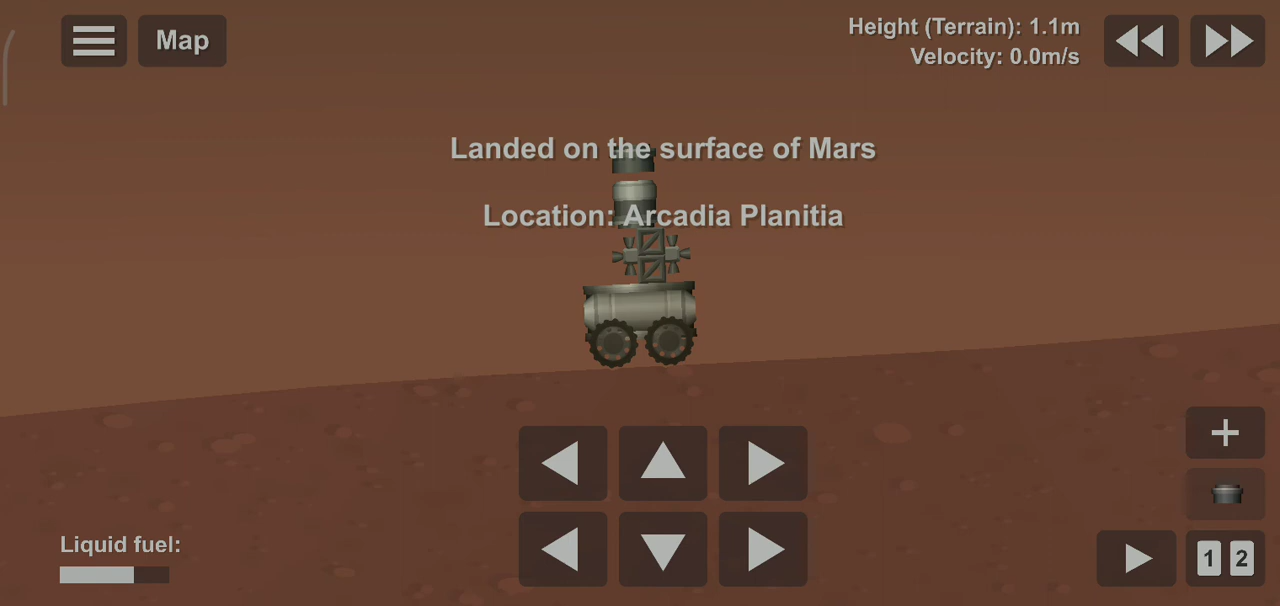 Map
Height (Terrain): 1.1m
Velocity: 0.0m/s
Landed on the surface of Mars
Location: Arcadia Planitia
Liquid fuel:
1 2